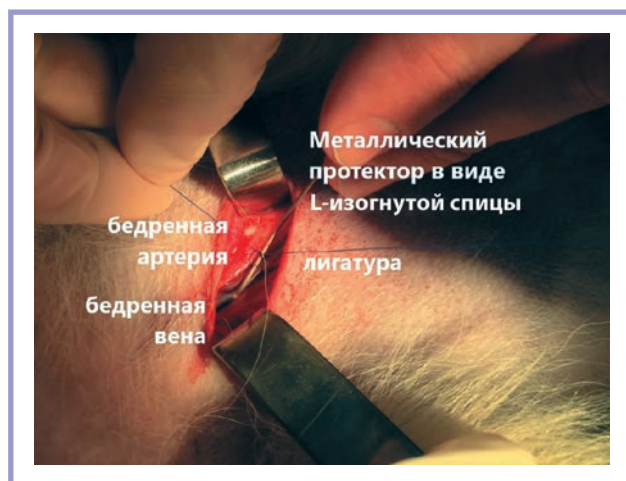 Металлический
протектор в виде
L-изогнутой спицы
бедренная
артерия
лигатура
бедренная
вена